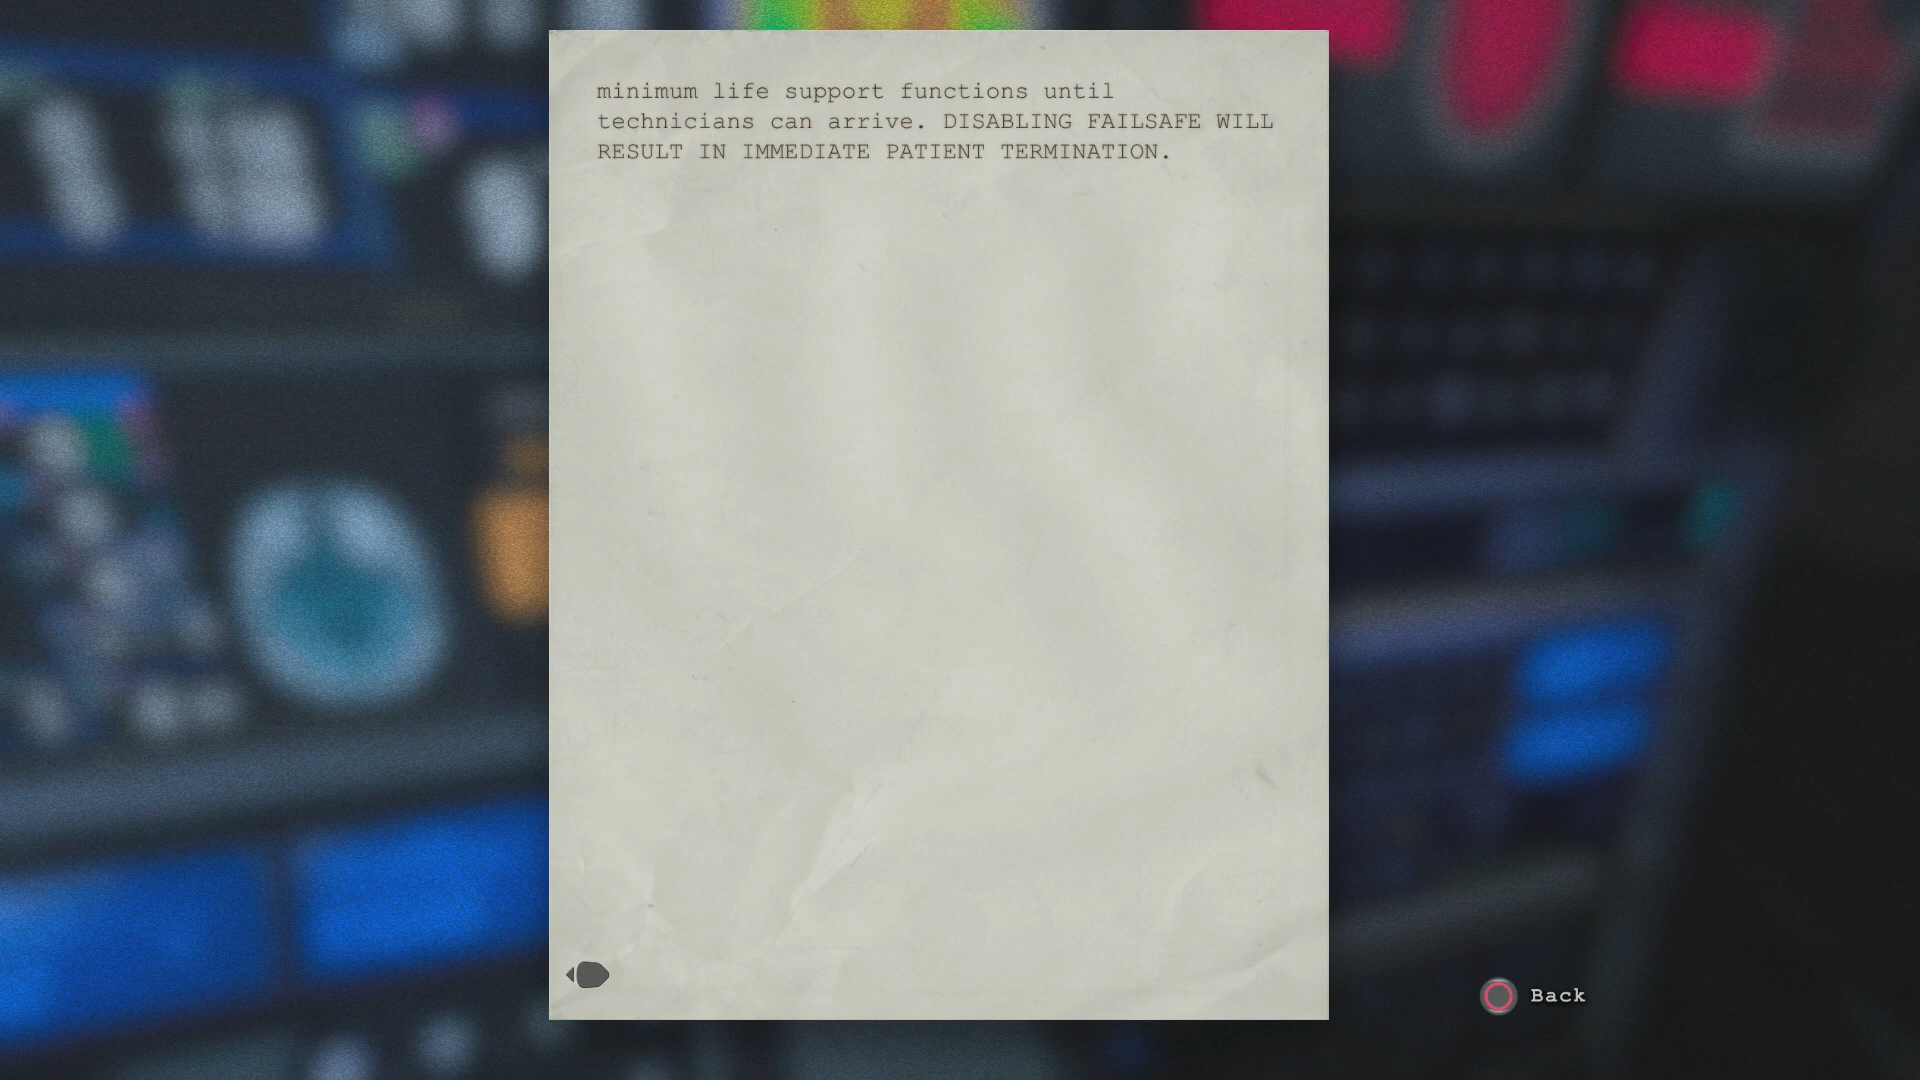 minimum life support functions until
technicians can arrive. DISABLING FAILSAFE WILL
RESULT IN IMMEDIATE PATIENT TERMINATION.
Back